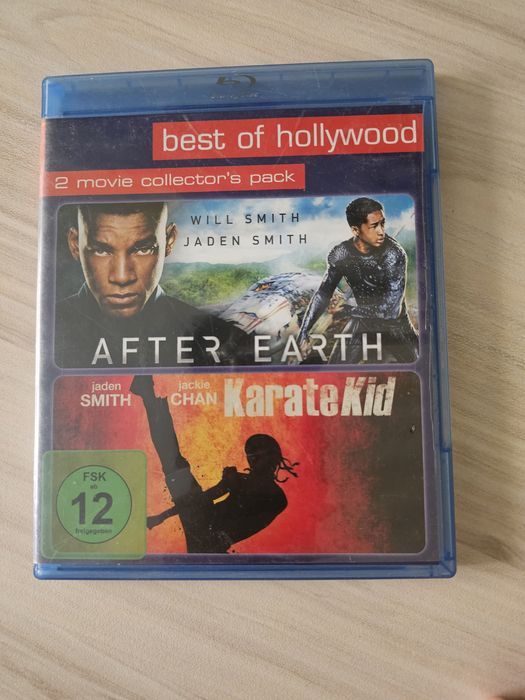 best of hollywood
2 movie collector's pack
WILL SMITH
JADEN SMITH
AFTER EARTH
jaden
SMITH
jackie
CHAN
KarateKid
FSK
ab
12
freigegeben